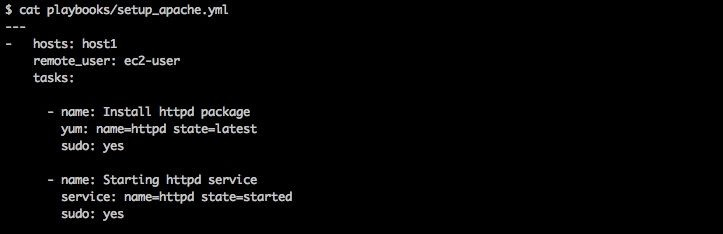 $ cat playbooks/setup_apache.yml
---
-   hosts: host1
    remote_user: ec2-user
    tasks:

      - name: Install httpd package
        yum: name=httpd state=latest
        sudo: yes

      - name: Starting httpd service
        service: name=httpd state=started
        sudo: yes